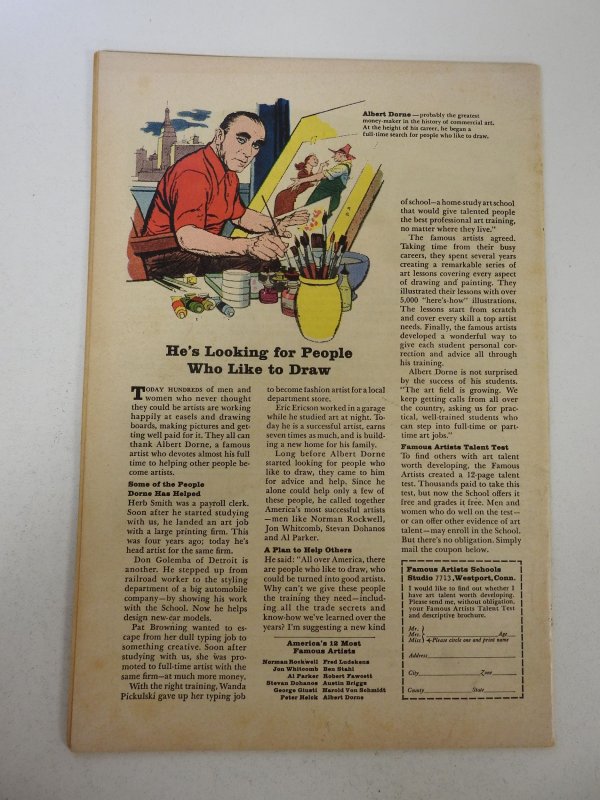 Albert Dorne—probably the greatest
money-maker in the history of commercial art.
At the height of his career, he began a
full-time search for people who like to draw.
He's Looking for People
Who Like to Draw
TODAY HUNDREDS of men and
women who never thought
they could be artists are working
happily at easels and drawing
boards, making pictures and get-
ting well paid for it. They all can
thank Albert Dorne, a famous
artist who devotes almost his full
time to helping other people be-
come artists.
Some of the People
Dorne Has Helped
Herb Smith was a payroll clerk.
Soon after he started studying
with us, he landed an art job
with a large printing firm. This
was four years ago; today he's
head artist for the same firm.
Don Golemba of Detroit is
another. He stepped up from
railroad worker to the styling
department of a big automobile
company—by showing his work
with the School. Now he helps
design new-car models.
Pat Browning wanted to es-
cape from her dull typing job to
something creative. Soon after
studying with us, she was pro-
moted to full-time artist with the
same firm—at much more money.
With the right training, Wanda
Pickulski gave up her typing job
to become fashion artist for a local
department store.
Eric Ericson worked in a garage
while he studied art at night. To-
day he is a successful artist, earns
seven times as much, and is build-
ing a new home for his family.
Long before Albert Dorne
started looking for people who
like to draw, they came to him
for advice and help. Since he
alone could help only a few of
these people, he called together
America's most successful artists
—men like Norman Rockwell,
Jon Whitcomb, Stevan Dohanos
and Al Parker.
A Plan to Help Others
He said: "All over America, there
are people who like to draw, who
could be turned into good artists.
Why can't we give these people
the training they need—includ-
ing all the trade secrets and
know-how we've learned over the
years? I'm suggesting a new kind
America's 12 Most
Famous Artists
Norman Rockwell Fred Ludekens
Jon Whitcomb Ben Stahl
Al Parker Robert Fawcett
Stevan Dohanos Austin Briggs
George Giusti Harold Von Schmidt
Peter Helck Albert Dorne
of school—a home study art school
that would give talented people
the best professional art training,
no matter where they live."
The famous artists agreed.
Taking time from their busy
careers, they spent several years
creating a remarkable series of
art lessons covering every aspect
of drawing and painting. They
illustrated their lessons with over
5,000 "here's-how" illustrations.
The lessons start from scratch
and cover every skill a top artist
needs. Finally, the famous artists
developed a wonderful way to
give each student personal cor-
rection and advice all through
his training.
Albert Dorne is not surprised
by the success of his students.
"The art field is growing. We
keep getting calls from all over
the country, asking us for prac-
tical, well-trained students who
can step into full-time or part-
time art jobs."
Famous Artists Talent Test
To find others with art talent
worth developing, the Famous
Artists created a 12-page talent
test. Thousands paid to take this
test, but now the School offers it
free and grades it free. Men and
women who do well on the test—
or can offer other evidence of art
talent—may enroll in the School.
But there's no obligation. Simply
mail the coupon below.
Famous Artists Schools
Studio 7713, Westport, Conn.
I would like to find out whether I
have art talent worth developing.
Please send me, without obligation,
your Famous Artists Talent Test
and descriptive brochure.
Mr.
Mrs. Age
Miss Please circle one and print name
Address
City Zone
County State